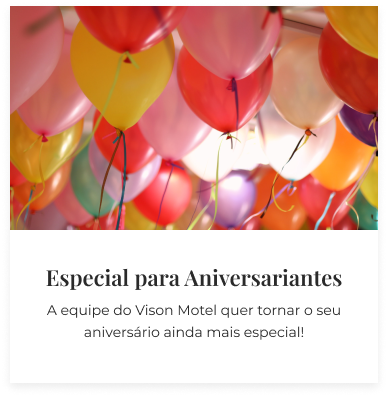 Especial para Aniversariantes
A equipe do Vison Motel quer tornar o seu
aniversário ainda mais especial!